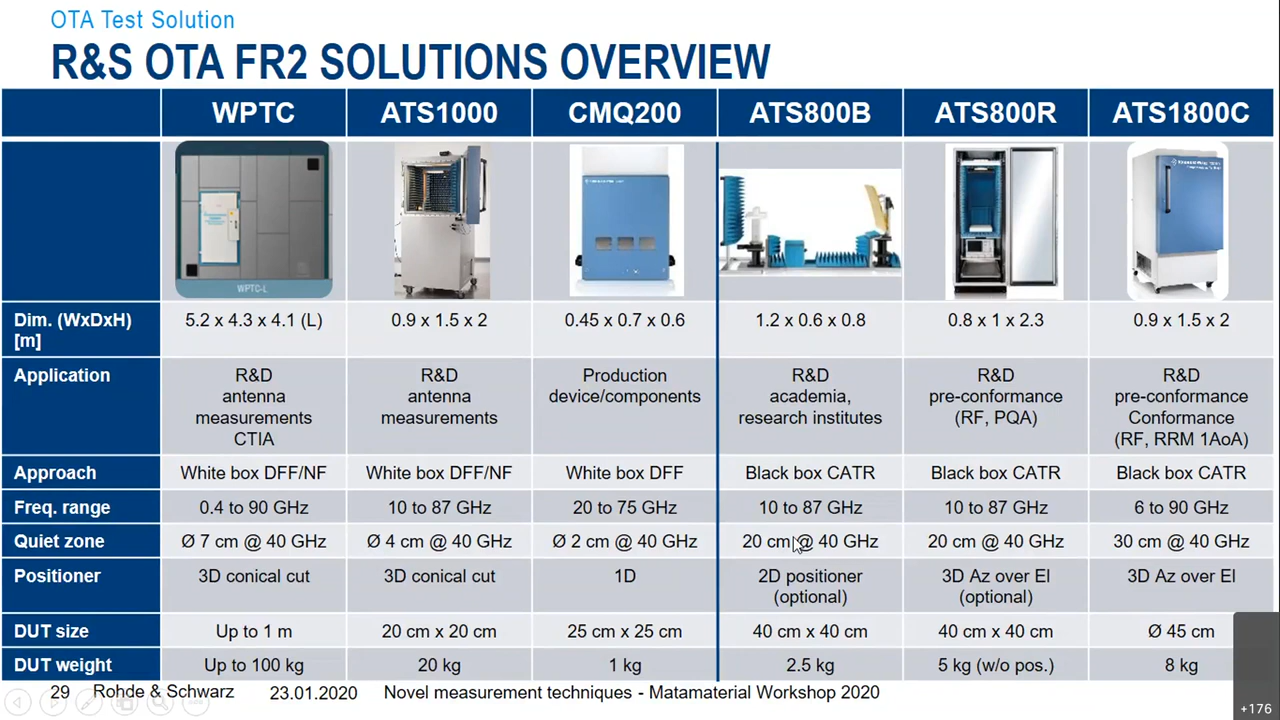 OTA Test Solution
R&S OTA FR2 SOLUTIONS OVERVIEW
WPTC ATS1000 CMQ200 ATS800B ATS800R ATS1800C
WPTC-L
Dim. (WxDxH) 5.2 x 4.3 x 4.1 (L) 0.9 x 1.5 x 2 0.45 x 0.7 x 0.6 1.2 x 0.6 x 0.8 0.8 x 1 x 2.3 0.9 x 1.5 x 2
[m]
Application R&D R&D Production R&D R&D R&D
antenna antenna device/components academia, pre-conformance pre-conformance
measurements measurements research institutes (RF, PQA) Conformance
CTIA (RF, RRM 1AoA)
Approach White box DFF/NF White box DFF/NF White box DFF Black box CATR Black box CATR Black box CATR
Freq. range 0.4 to 90 GHz 10 to 87 GHz 20 to 75 GHz 10 to 87 GHz 10 to 87 GHz 6 to 90 GHz
Quiet zone Ø 7 cm @ 40 GHz Ø 4 cm @ 40 GHz Ø 2 cm @ 40 GHz 20 cm @ 40 GHz 20 cm @ 40 GHz 30 cm @ 40 GHz
Positioner 3D conical cut 3D conical cut 1D 2D positioner 3D Az over El 3D Az over El
(optional) (optional)
DUT size Up to 1 m 20 cm x 20 cm 25 cm x 25 cm 40 cm x 40 cm 40 cm x 40 cm Ø 45 cm
DUT weight Up to 100 kg 20 kg 1 kg 2.5 kg 5 kg (w/o pos.) 8 kg
29 Rohde & Schwarz 23.01.2020 Novel measurement techniques - Matamaterial Workshop 2020
+176